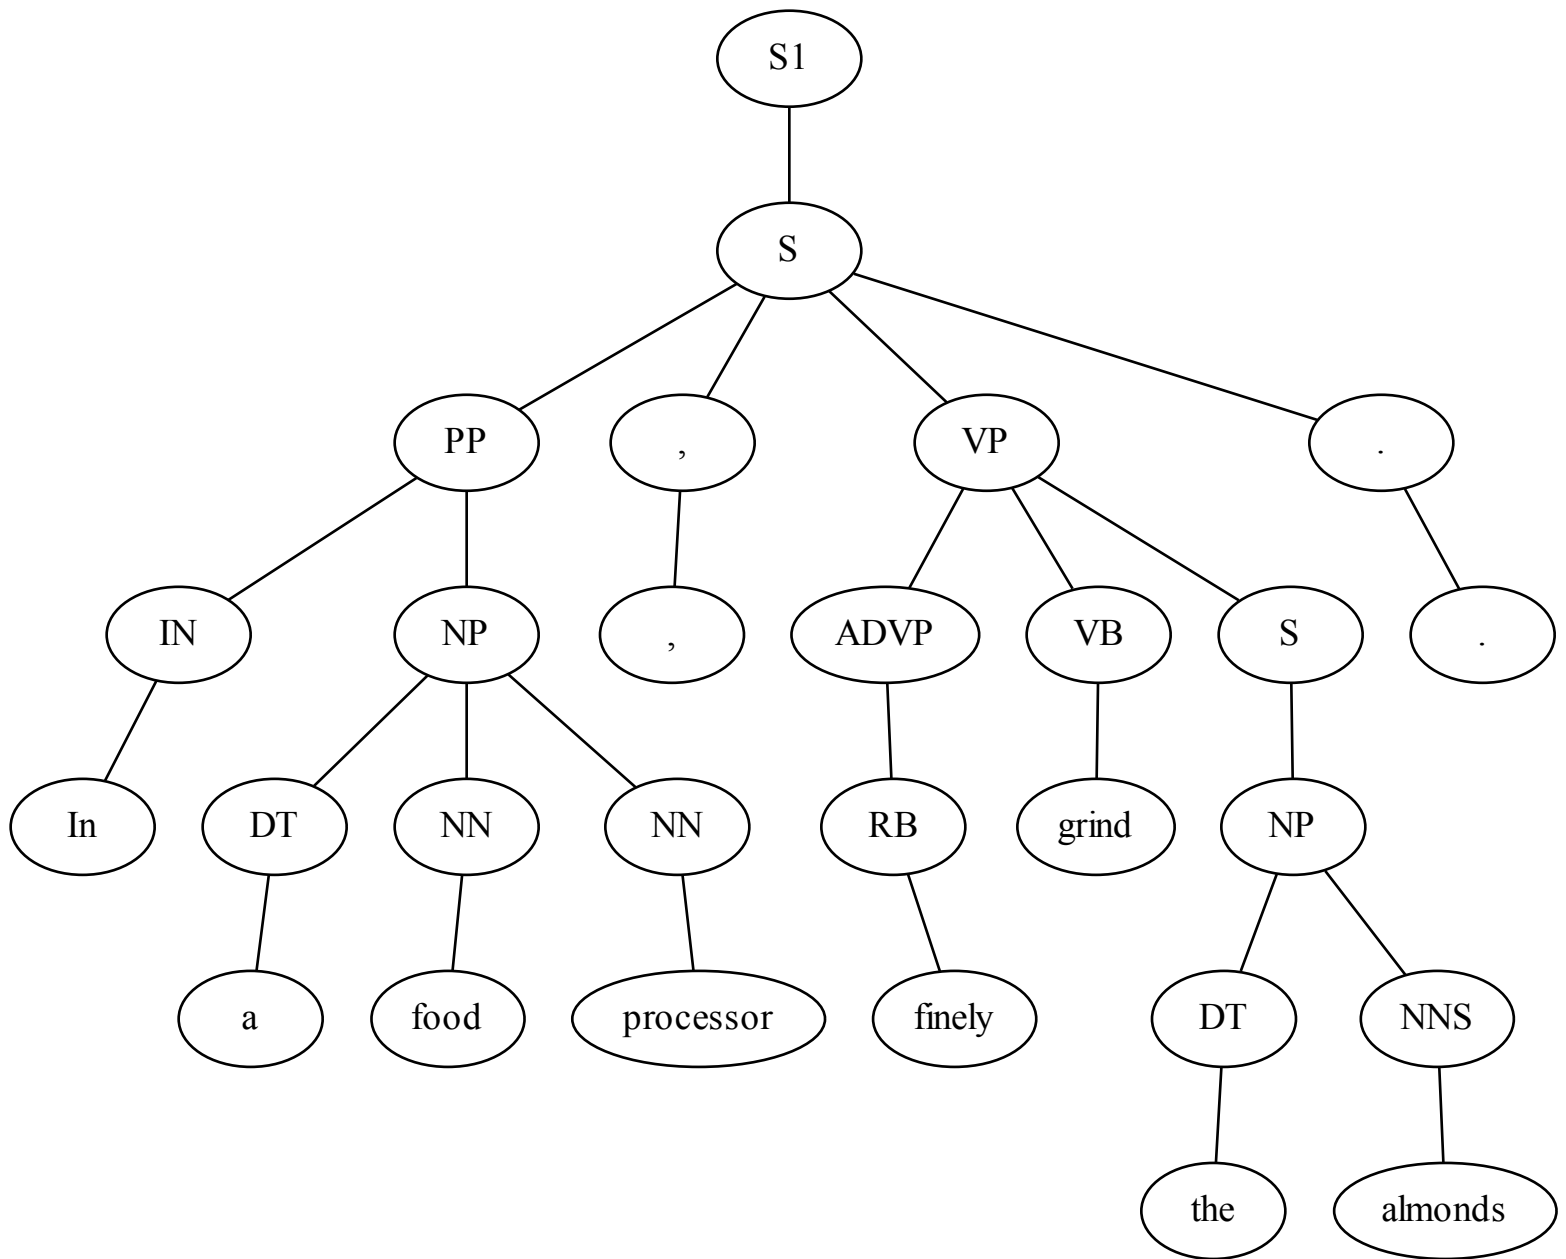 S1
S
PP , VP .
IN NP , ADVP VB S .
In DT NN NN RB grind NP
a food processor finely DT NNS
the almonds